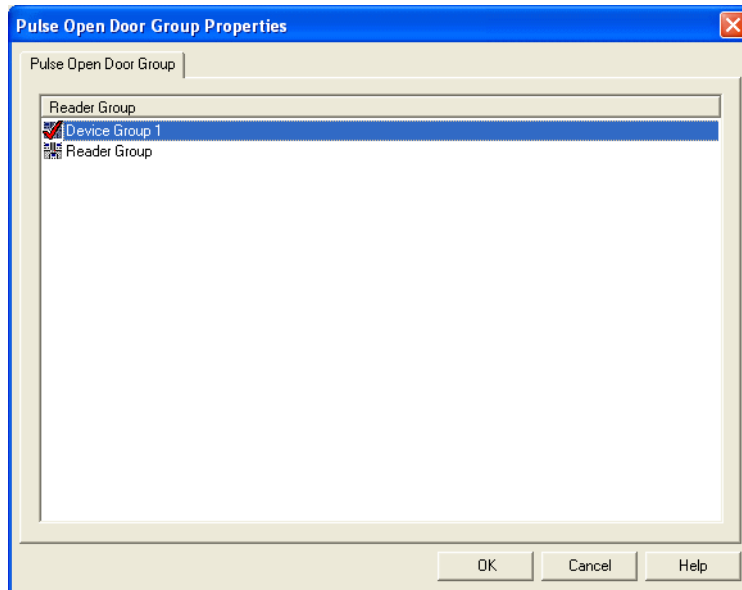 Pulse Open Door Group Properties
Pulse Open Door Group
Reader Group
Device Group 1
Reader Group
OK Cancel Help